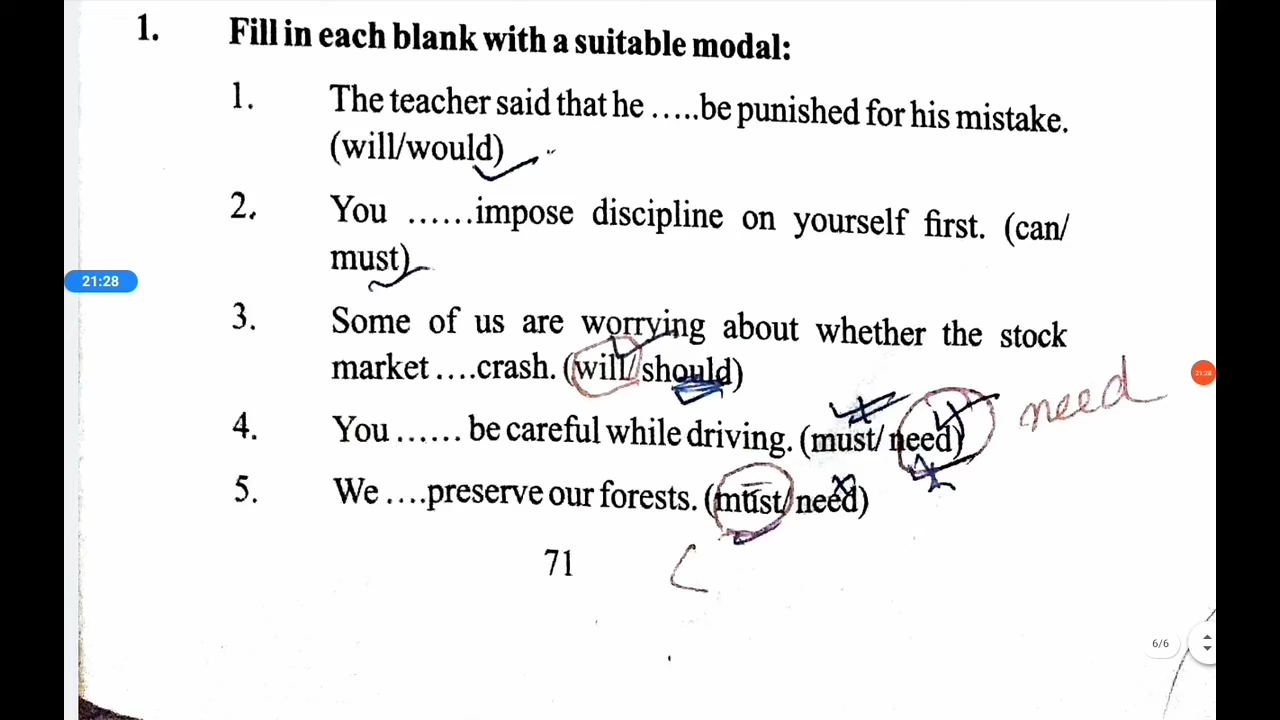 1. Fill in each blank with a suitable modal:
1. The teacher said that he .....be punished for his mistake.
(will/would)
2. You ......impose discipline on yourself first. (can/
must)
21:28
3. Some of us are worrying about whether the stock
market ....crash. (will/should)
21:28
need
4. You ...... be careful while driving. (must/need)
5. We ....preserve our forests. (must/need)
71
6/6